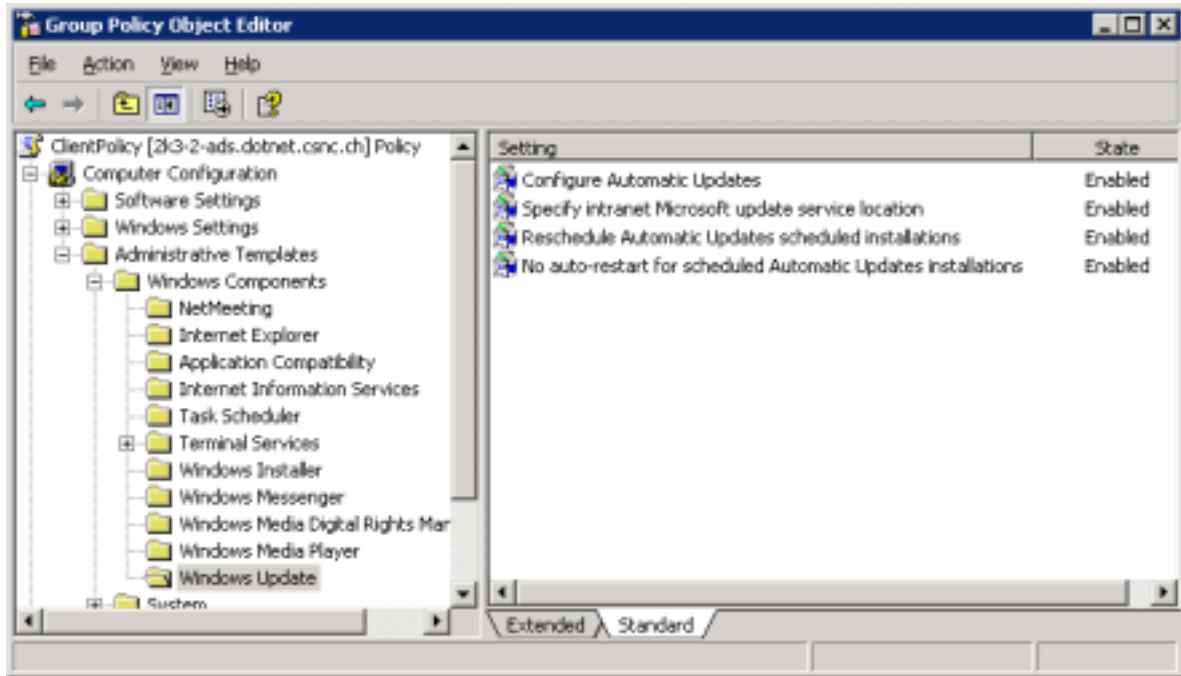 Group Policy Object Editor
File Action View Help
ClientPolicy [2k3-2-ads.dotnet.csnc.ch] Policy
Computer Configuration
Software Settings
Windows Settings
Administrative Templates
Windows Components
NetMeeting
Internet Explorer
Application Compatibility
Internet Information Services
Task Scheduler
Terminal Services
Windows Installer
Windows Messenger
Windows Media Digital Rights Mar
Windows Media Player
Windows Update
System
Setting State
Configure Automatic Updates Enabled
Specify intranet Microsoft update service location Enabled
Reschedule Automatic Updates scheduled installations Enabled
No auto-restart for scheduled Automatic Updates installations Enabled
Extended Standard